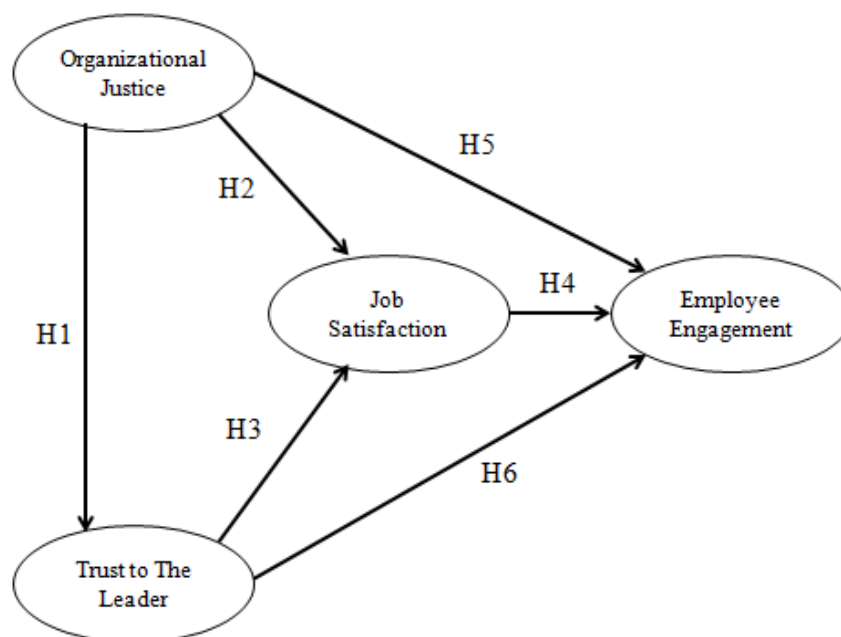 Organizational
Justice
H5
H2
Job
Satisfaction
H4
Employee
Engagement
H1
H3
H6
Trust to The
Leader